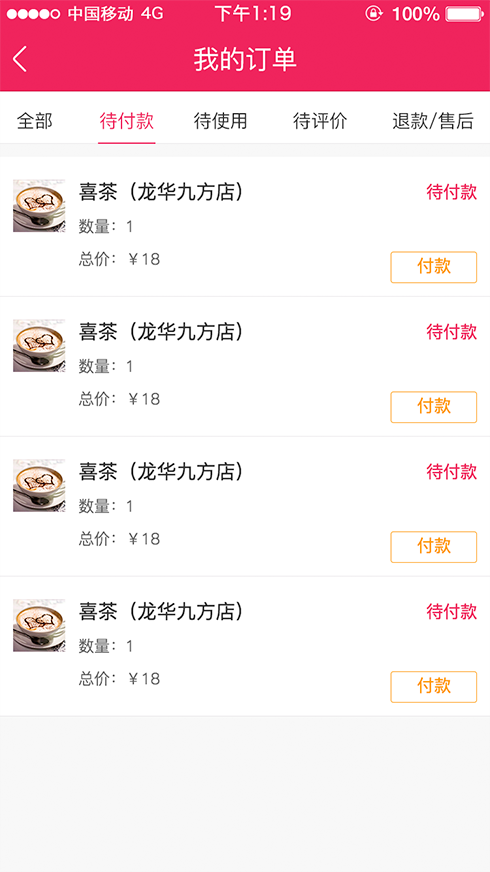 中国移动 4G 下午1:19 100%
我的订单
全部 待付款 待使用 待评价 退款/售后
喜茶（龙华九方店） 待付款
数量：1
总价：￥18 付款
喜茶（龙华九方店） 待付款
数量：1
总价：￥18 付款
喜茶（龙华九方店） 待付款
数量：1
总价：￥18 付款
喜茶（龙华九方店） 待付款
数量：1
总价：￥18 付款